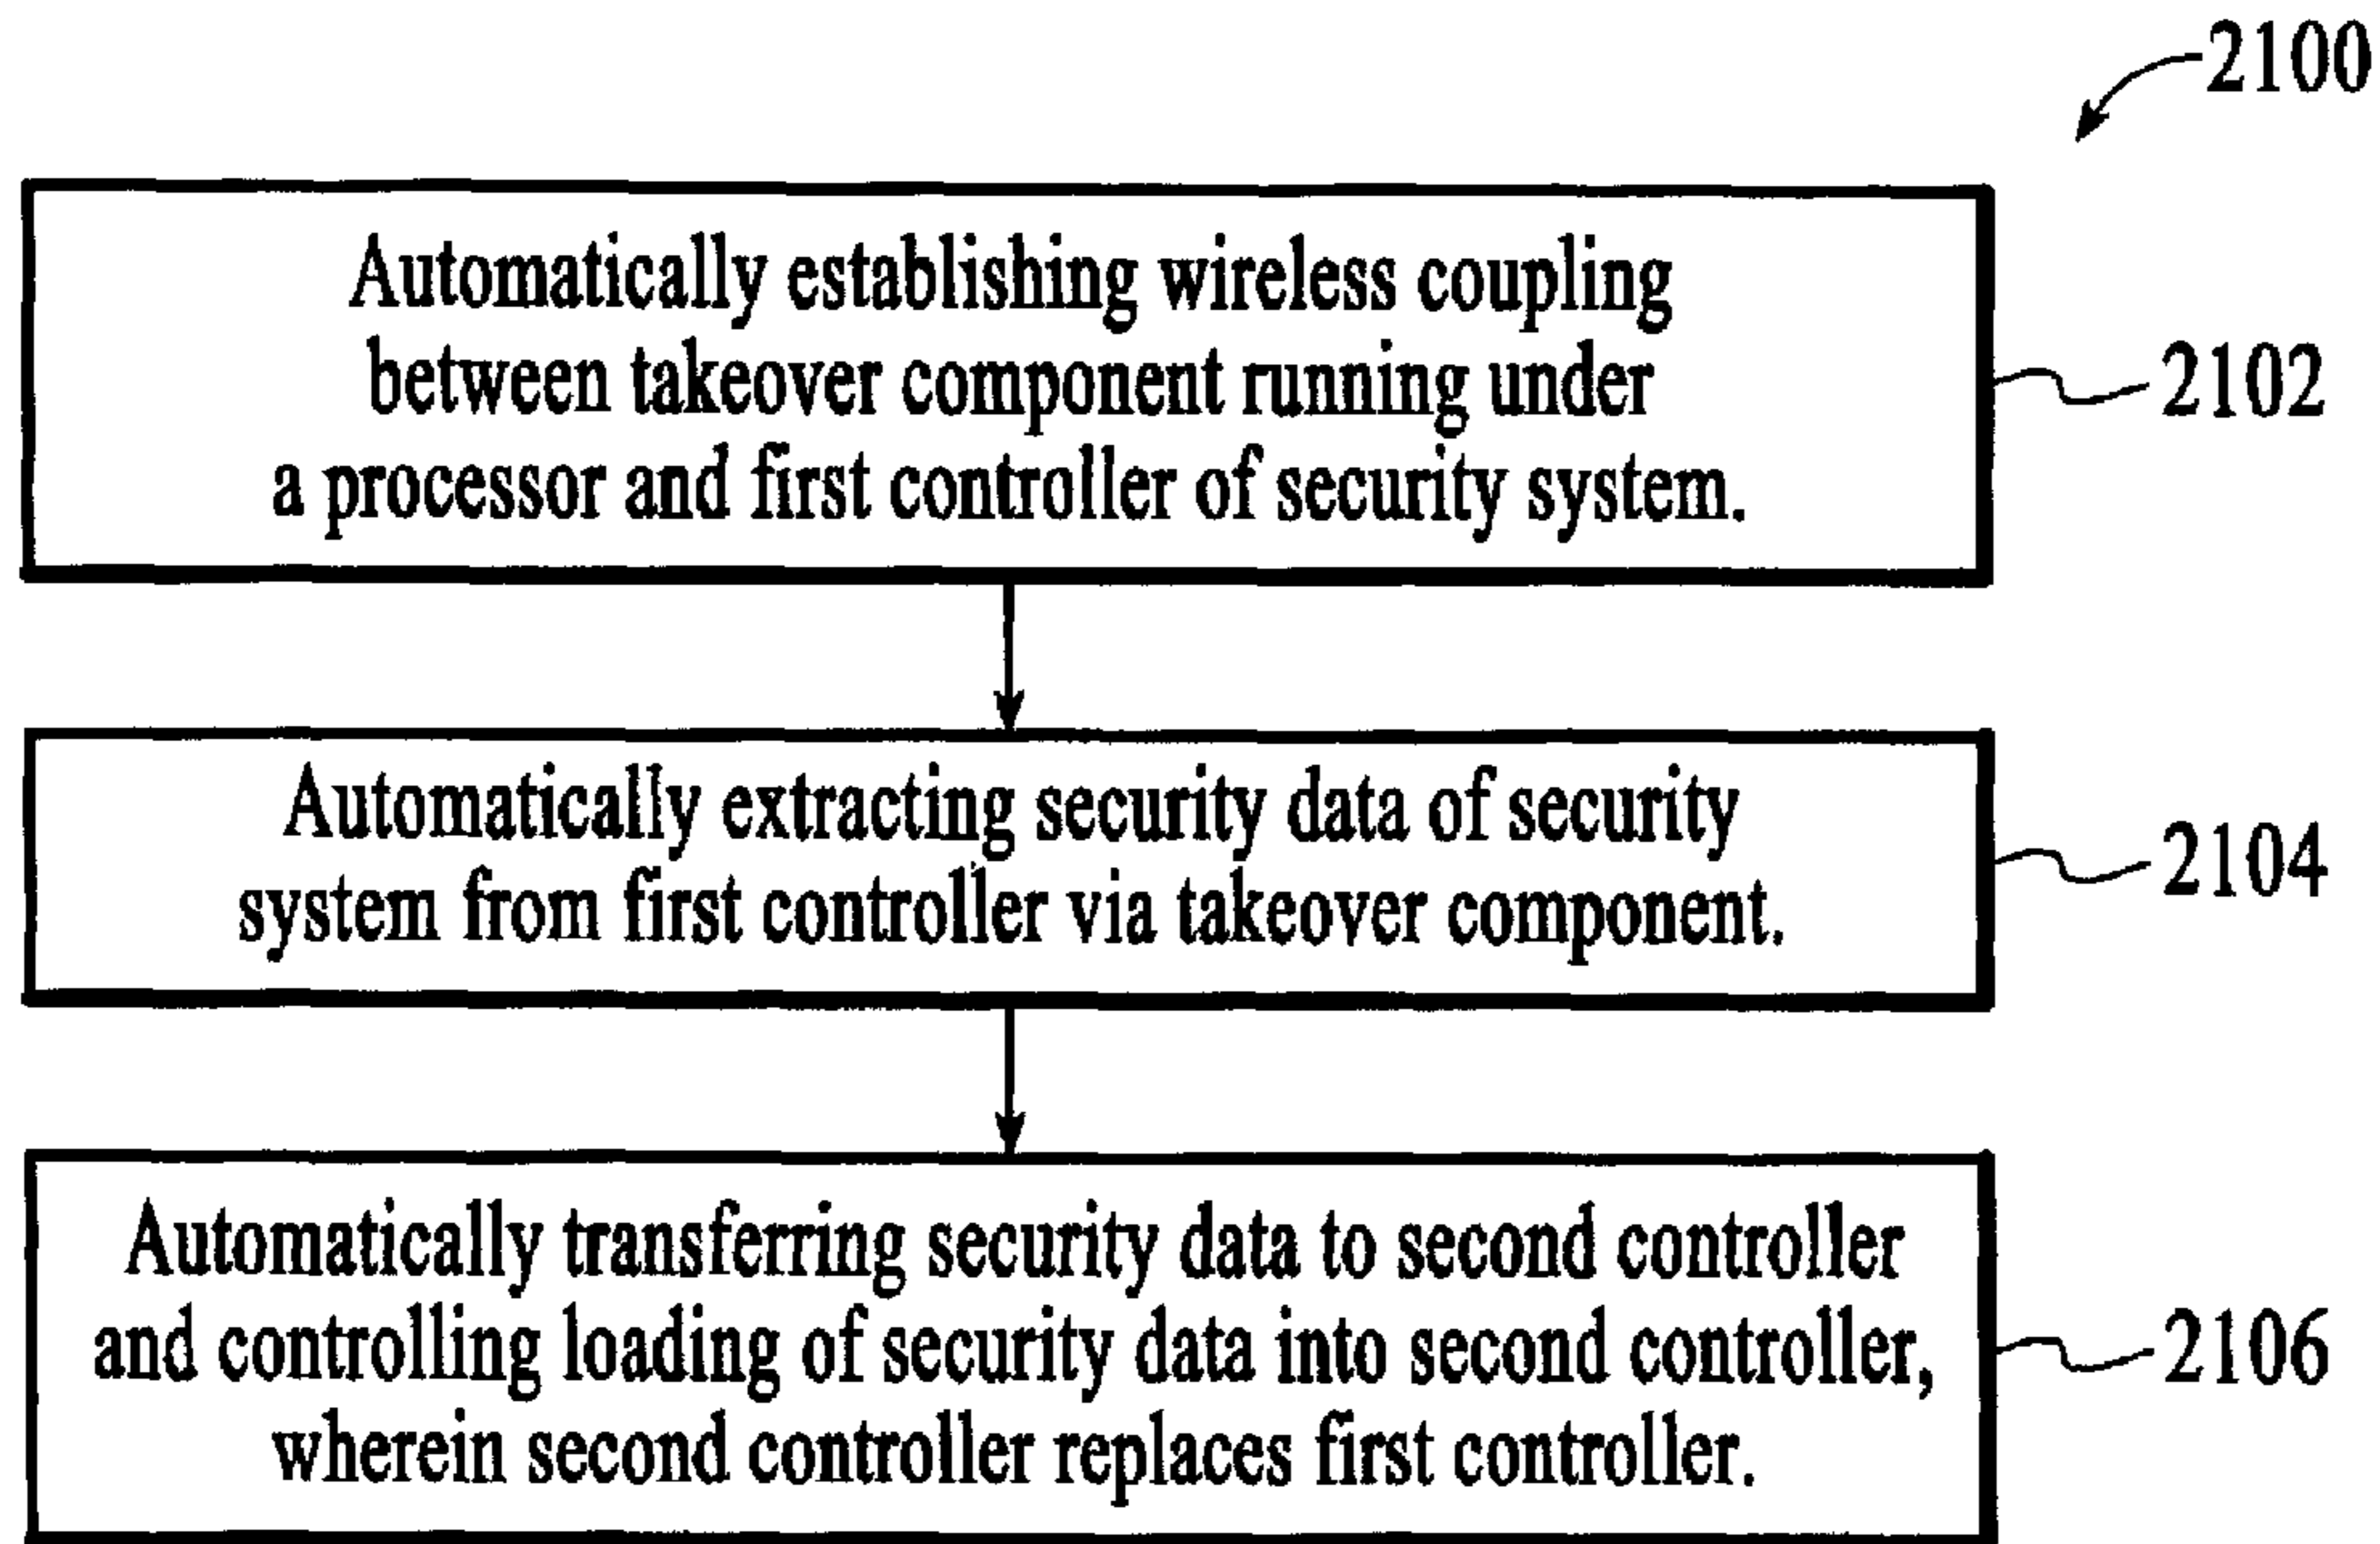 2100
Automatically establishing wireless coupling
between takeover component running under
a processor and first controller of security system.
2102
Automatically extracting security data of security
system from first controller via takeover component.
2104
Automatically transferring security data to second controller
and controlling loading of security data into second controller,
wherein second controller replaces first controller.
2106